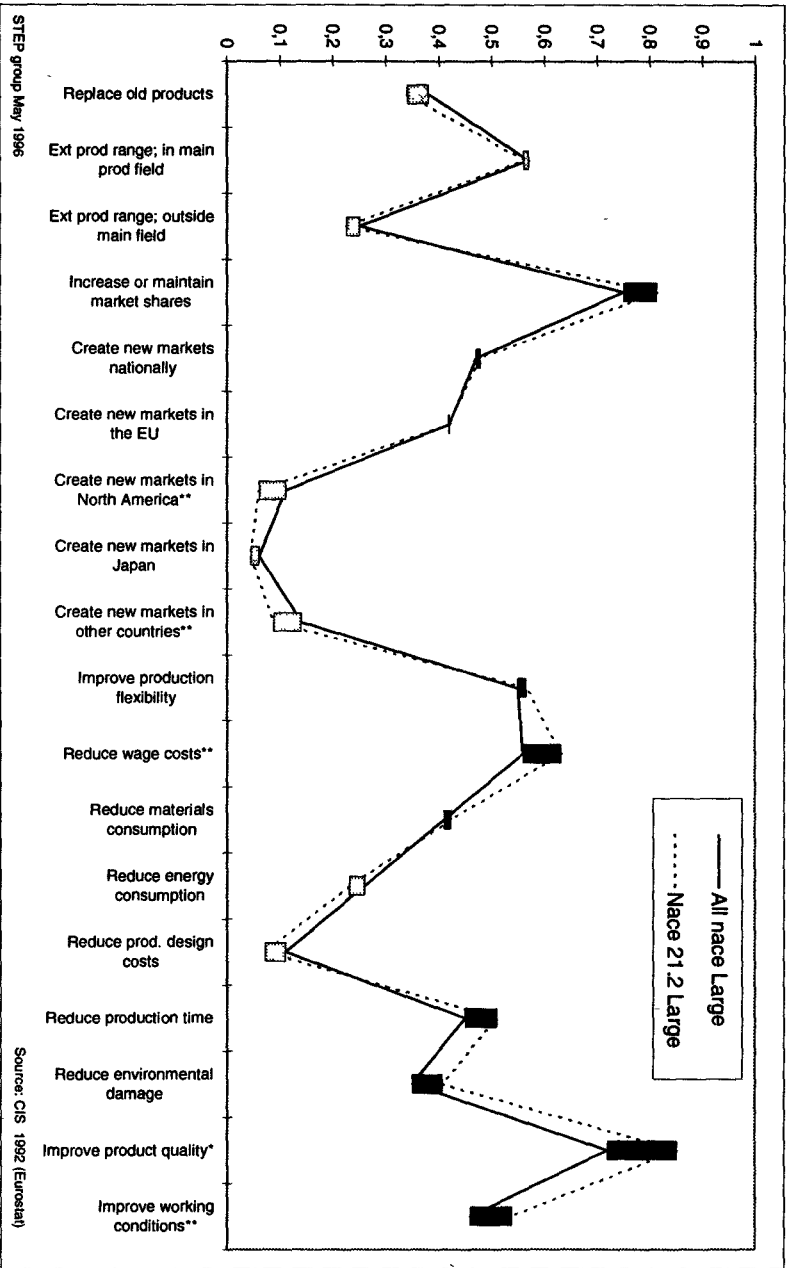 0
0,1
0,2
0,3
0,4
0,5
0,6
0,7
0,8
0,9
1
Replace old products
Ext prod range; in main
prod field
Ext prod range; outside
main field
Increase or maintain
market shares
Create new markets
nationally
Create new markets in
the EU
Create new markets in
North America**
Create new markets in
Japan
Create new markets in
other countries**
Improve production
flexibility
Reduce wage costs**
Reduce materials
consumption
Reduce energy
consumption
Reduce prod. design
costs
Reduce production time
Reduce environmental
damage
Improve product quality*
Improve working
conditions**
All nace Large
Nace 21.2 Large
STEP group May 1996
Source: CIS 1992 (Eurostat)